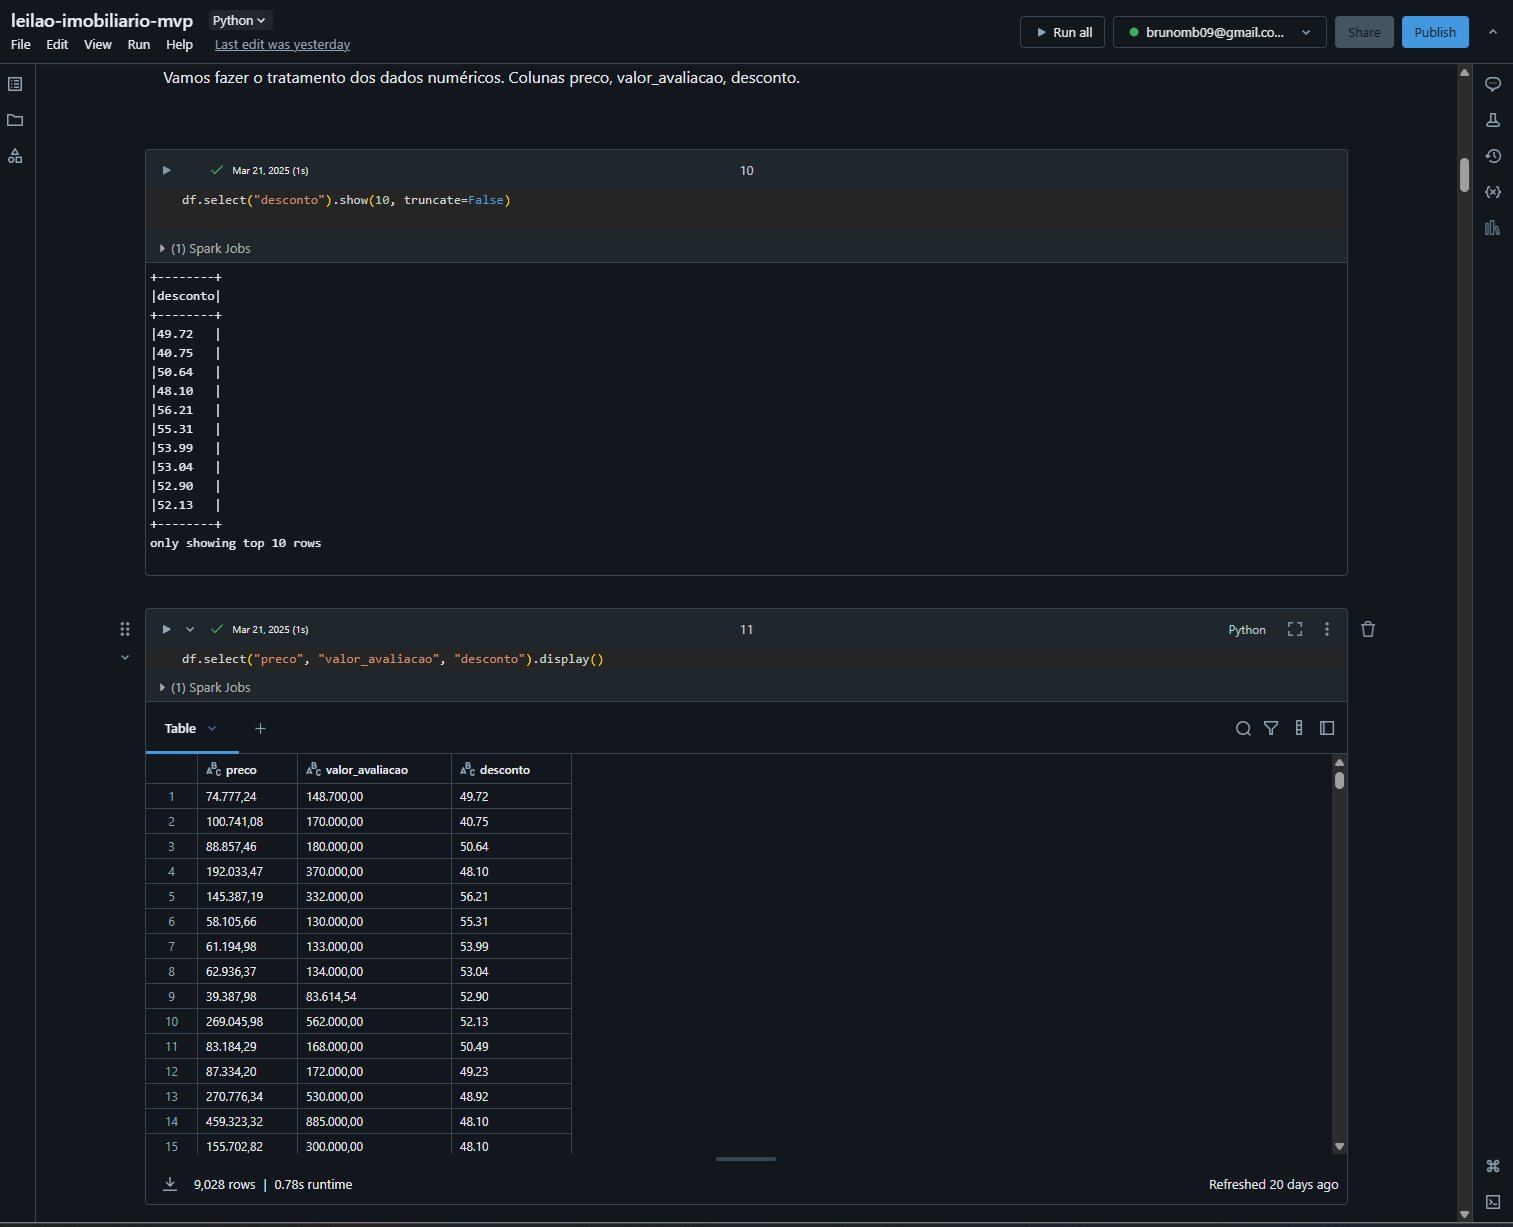 leilao-imobiliario-mvp Python
File Edit View Run Help Last edit was yesterday
Run all brunomb09@gmail.co... Share Publish
Vamos fazer o tratamento dos dados numéricos. Colunas preco, valor_avaliacao, desconto.
Mar 21, 2025 (1s) 10
df.select("desconto").show(10, truncate=False)
(1) Spark Jobs
+--------+
|desconto|
+--------+
|49.72   |
|40.75   |
|50.64   |
|48.10   |
|56.21   |
|55.31   |
|53.99   |
|53.04   |
|52.90   |
|52.13   |
+--------+
only showing top 10 rows
Mar 21, 2025 (1s) 11 Python
df.select("preco", "valor_avaliacao", "desconto").display()
(1) Spark Jobs
Table +
ABC preco ABC valor_avaliacao ABC desconto
1 74.777,24 148.700,00 49.72
2 100.741,08 170.000,00 40.75
3 88.857,46 180.000,00 50.64
4 192.033,47 370.000,00 48.10
5 145.387,19 332.000,00 56.21
6 58.105,66 130.000,00 55.31
7 61.194,98 133.000,00 53.99
8 62.936,37 134.000,00 53.04
9 39.387,98 83.614,54 52.90
10 269.045,98 562.000,00 52.13
11 83.184,29 168.000,00 50.49
12 87.334,20 172.000,00 49.23
13 270.776,34 530.000,00 48.92
14 459.323,32 885.000,00 48.10
15 155.702,82 300.000,00 48.10
9,028 rows | 0.78s runtime Refreshed 20 days ago